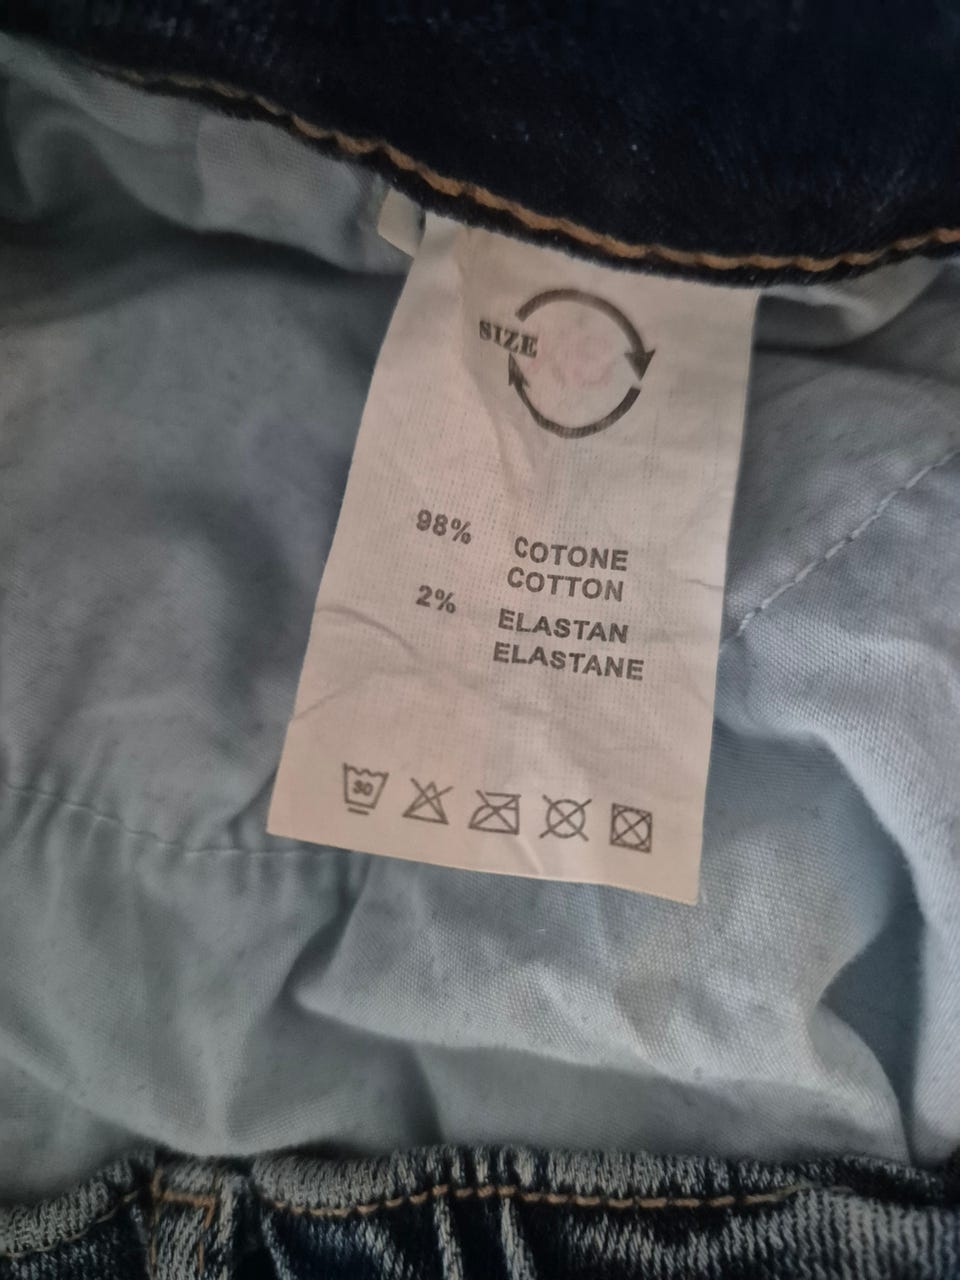 SIZE
98% COTONE
COTTON
2% ELASTAN
ELASTANE
30